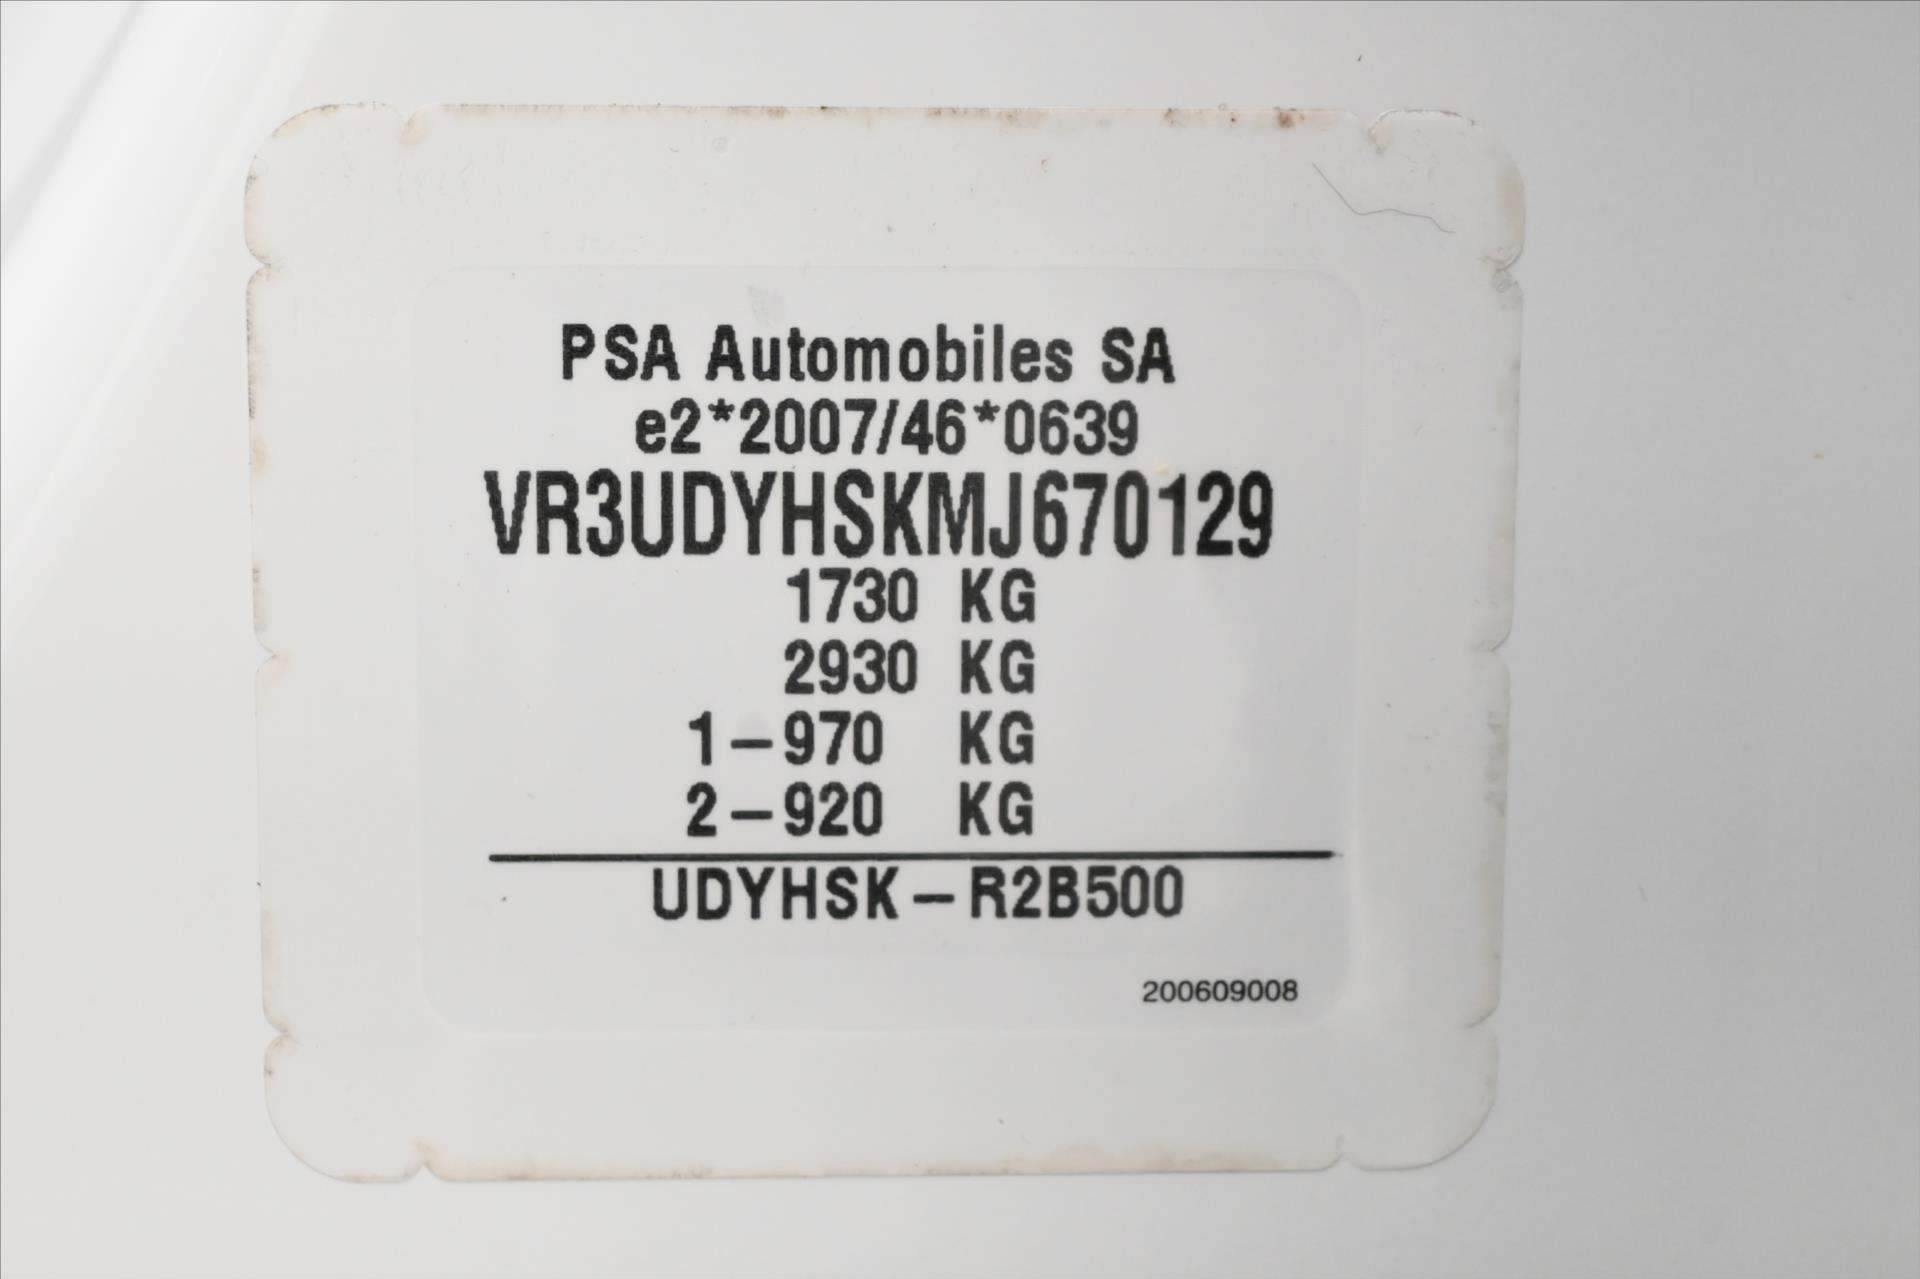 PSA Automobiles SA
e2*2007/46*0639
VR3UDYHSKMJ670129
1730 KG
2930 KG
1-970 KG
2-920 KG
UDYHSK-R2B500
200609008